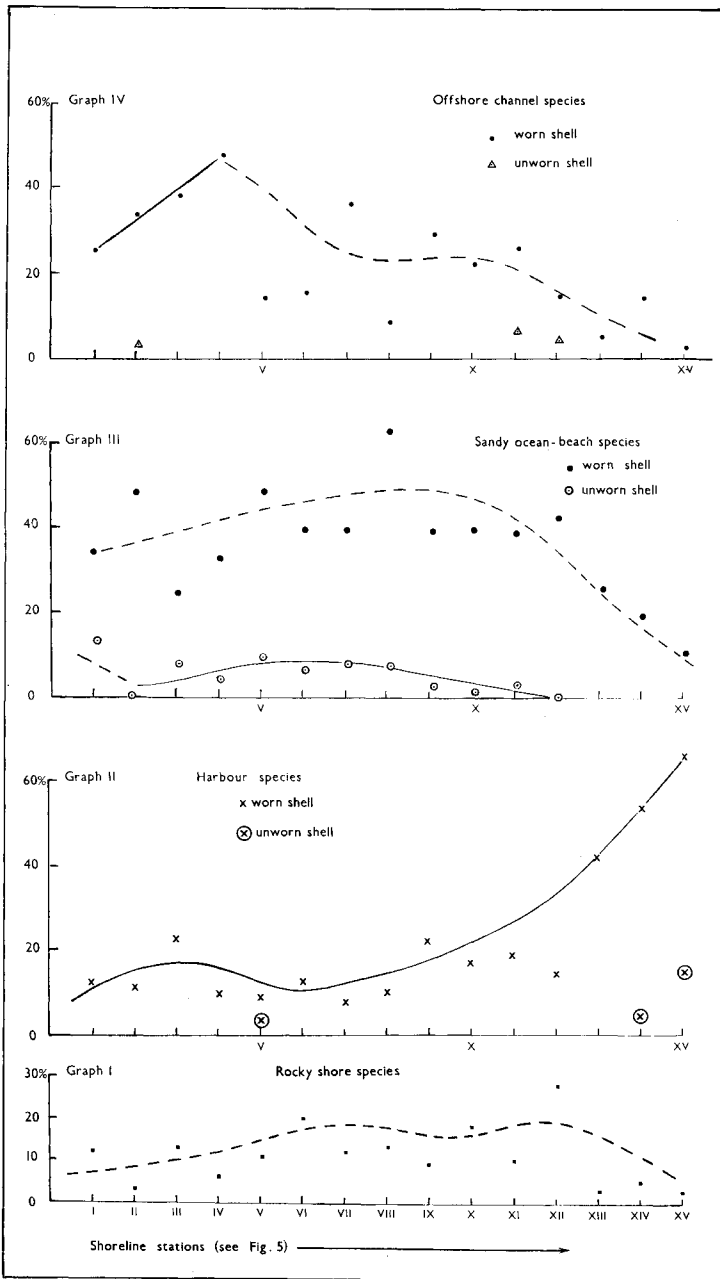 60% Graph IV Offshore channel species
worn shell
unworn shell
40
20
0
V X XV
60% Graph III Sandy ocean-beach species
worn shell
unworn shell
40
20
0
V X XV
60% Graph II Harbour species
x worn shell
unworn shell
40
20
0
V X XV
30% Graph I Rocky shore species
20
10
0
I II III IV V VI VII VIII IX X XI XII XIII XIV XV
Shoreline stations (see Fig. 5)